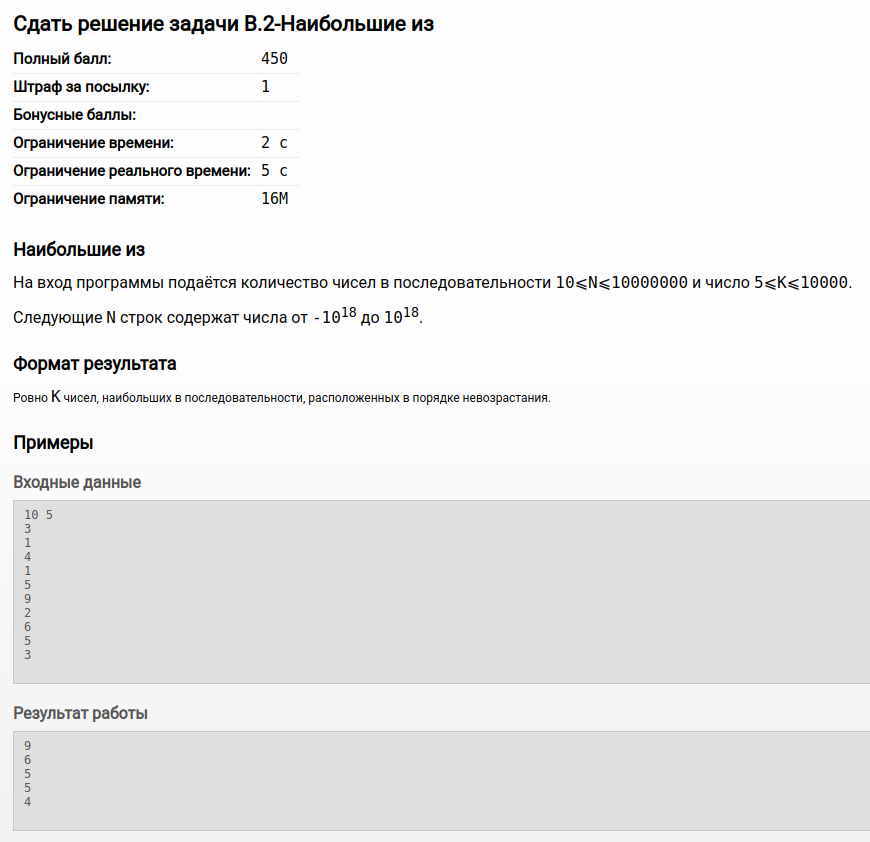 Сдать решение задачи B.2-Наибольшие из
Полный балл: 450
Штраф за посылку: 1
Бонусные баллы:
Ограничение времени: 2 с
Ограничение реального времени: 5 с
Ограничение памяти: 16M
Наибольшие из
На вход программы подаётся количество чисел в последовательности 10⩽N⩽10000000 и число 5⩽K⩽10000.
Следующие N строк содержат числа от -10^18 до 10^18.
Формат результата
Ровно K чисел, наибольших в последовательности, расположенных в порядке невозрастания.
Примеры
Входные данные
10 5
3
1
4
1
5
9
2
6
5
3
Результат работы
9
6
5
5
4